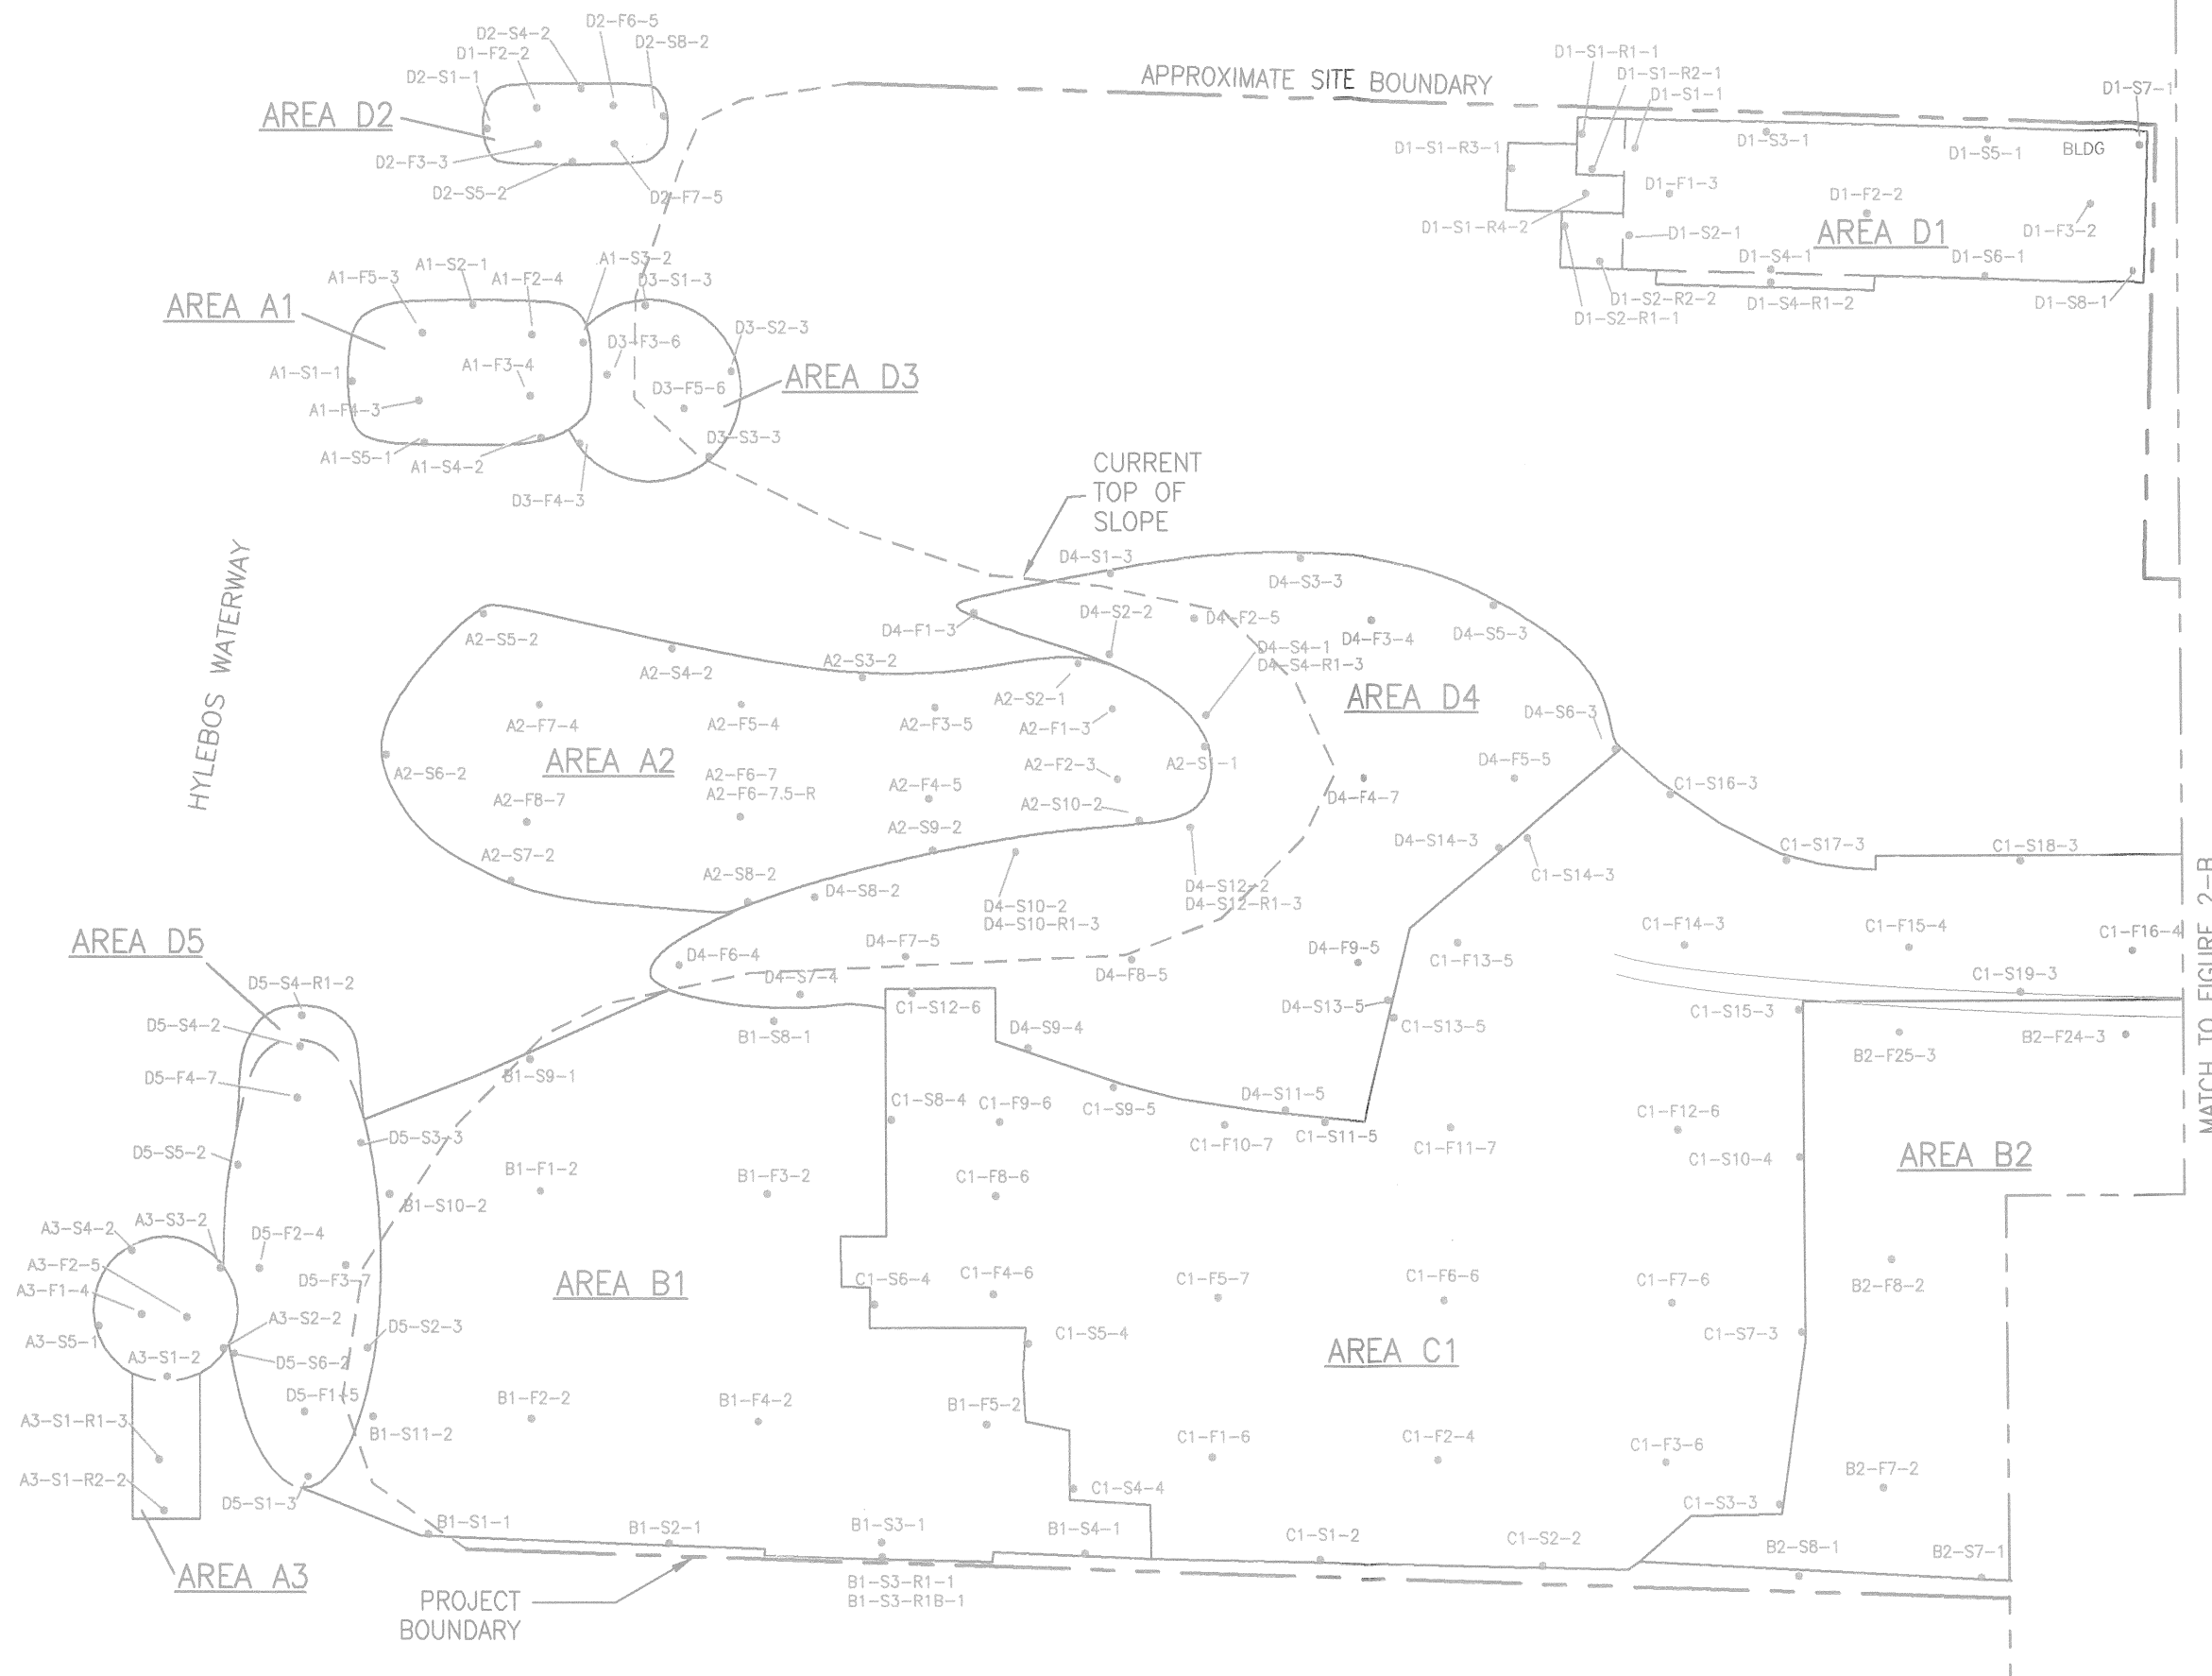 D2-F6-5
D2-S4-2
D2-S8-2
D1-F2-2
D2-S1-1
AREA D2
D2-F3-3
D2-S5-2
D2-F7-5
APPROXIMATE SITE BOUNDARY
D1-S1-R1-1
D1-S1-R2-1
D1-S1-1
D1-S7-1
D1-S3-1
D1-S5-1
BLDG
D1-S1-R3-1
D1-F1-3
D1-F2-2
D1-S1-R4-2
D1-S2-1
AREA D1
D1-F3-2
D1-S4-1
D1-S6-1
D1-S2-R2-2
D1-S4-R1-2
D1-S8-1
D1-S2-R1-1
A1-S3-2
A1-F5-3
A1-S2-1
A1-F2-4
D3-S1-3
AREA A1
D3-S2-3
D3-F3-6
A1-S1-1
A1-F3-4
D3-F5-6
AREA D3
A1-F4-3
D3-S3-3
A1-S5-1
A1-S4-2
D3-F4-3
CURRENT
TOP OF
SLOPE
HYLEBOS WATERWAY
D4-S1-3
D4-S3-3
D4-S2-2
D4-F2-5
D4-F1-3
D4-F3-4
D4-S5-3
D4-S4-1
D4-S4-R1-3
A2-S5-2
A2-S4-2
A2-S3-2
A2-S2-1
AREA D4
D4-S6-3
A2-F7-4
A2-F5-4
A2-F3-5
A2-F1-3
AREA A2
A2-S6-2
A2-F6-7
A2-F6-7.5-R
A2-F2-3
A2-S1-1
D4-F5-5
C1-S16-3
A2-F8-7
A2-F4-5
A2-S10-2
D4-F4-7
A2-S9-2
D4-S14-3
C1-S17-3
C1-S18-3
A2-S7-2
A2-S8-2
D4-S8-2
D4-S12-2
D4-S12-R1-3
C1-S14-3
D4-S10-2
D4-S10-R1-3
MATCH TO FIGURE 2-B
AREA D5
D4-F7-5
D4-F9-5
C1-F14-3
C1-F15-4
C1-F16-4
D4-F6-4
D4-S7-4
D4-F8-5
C1-F13-5
D5-S4-R1-2
C1-S19-3
D5-S4-2
C1-S12-6
D4-S13-5
C1-S15-3
B1-S8-1
D4-S9-4
C1-S13-5
B2-F25-3
B2-F24-3
D5-F4-7
B1-S9-1
C1-S8-4
C1-F9-6
C1-S9-5
D4-S11-5
C1-F12-6
D5-S3-3
C1-F10-7
C1-S11-5
C1-F11-7
D5-S5-2
B1-F1-2
B1-F3-2
C1-F8-6
C1-S10-4
AREA B2
B1-S10-2
A3-S4-2
A3-S3-2
D5-F2-4
A3-F2-5
A3-F1-4
D5-F3-7
AREA B1
C1-S6-4
C1-F4-6
C1-F5-7
C1-F6-6
C1-F7-6
B2-F8-2
A3-S5-1
A3-S2-2
D5-S2-3
C1-S5-4
C1-S7-3
A3-S1-2
D5-S6-2
AREA C1
D5-F1-5
B1-F2-2
B1-F4-2
B1-F5-2
A3-S1-R1-3
B1-S11-2
C1-F1-6
C1-F2-4
C1-F3-6
A3-S1-R2-2
D5-S1-3
C1-S4-4
B2-F7-2
C1-S3-3
B1-S1-1
B1-S2-1
B1-S3-1
B1-S4-1
C1-S1-2
C1-S2-2
B2-S8-1
B2-S7-1
AREA A3
B1-S3-R1-1
B1-S3-R1B-1
PROJECT
BOUNDARY